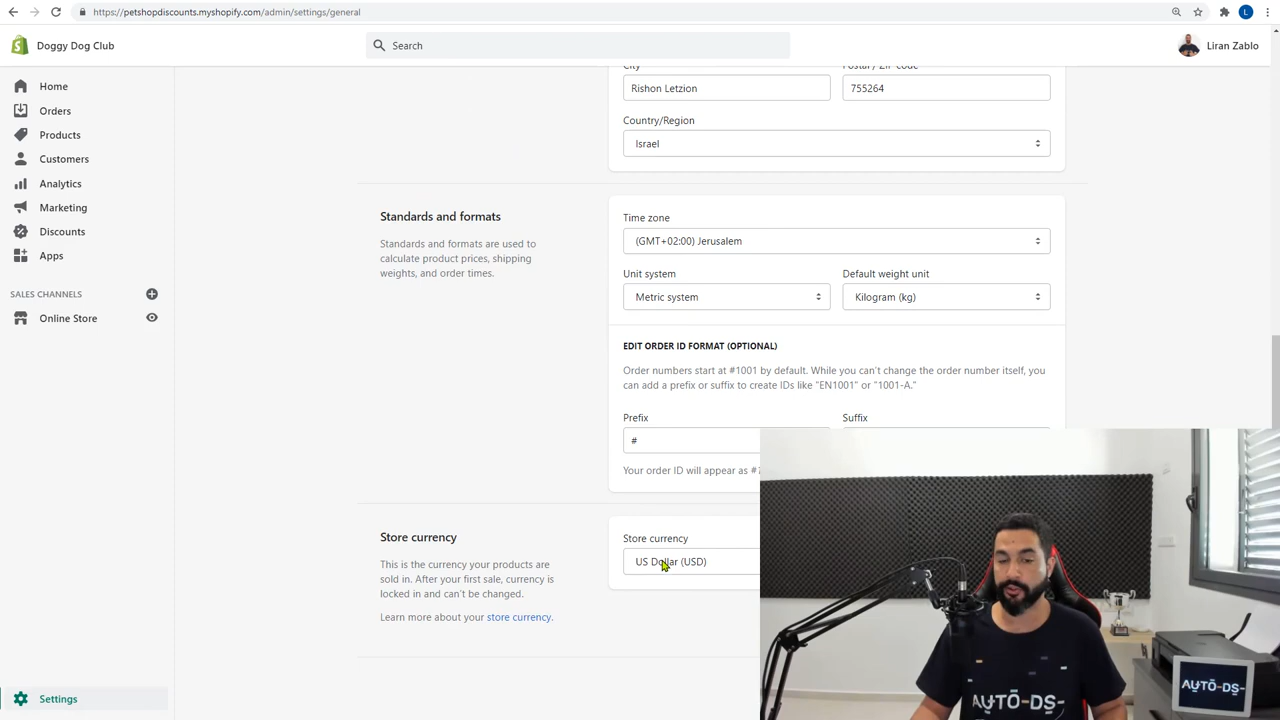 https://petshopdiscounts.myshopify.com/admin/settings/general
L
Doggy Dog Club
Search
Liran Zablo
Home
Orders
Products
Customers
Analytics
Marketing
Discounts
Apps
SALES CHANNELS
Online Store
Settings
City
Postal / ZIP code
Rishon Letzion
755264
Country/Region
Israel
Standards and formats
Standards and formats are used to
calculate product prices, shipping
weights, and order times.
Time zone
(GMT+02:00) Jerusalem
Unit system
Default weight unit
Metric system
Kilogram (kg)
EDIT ORDER ID FORMAT (OPTIONAL)
Order numbers start at #1001 by default. While you can't change the order number itself, you
can add a prefix or suffix to create IDs like "EN1001" or "1001-A."
Prefix
Suffix
#
Your order ID will appear as
Store currency
This is the currency your products are
sold in. After your first sale, currency is
locked in and can't be changed.
Learn more about your store currency.
Store currency
US Dollar (USD)
AUTO-DS-
AUTO-DS-